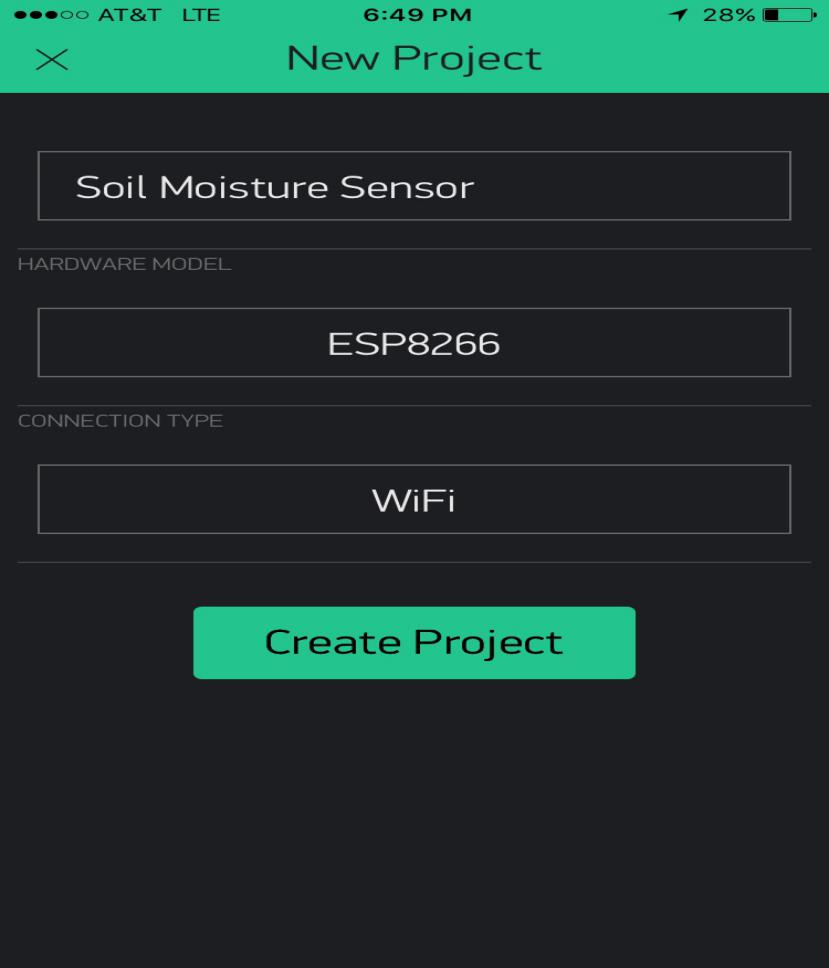 AT&T LTE 6:49 PM 28%
New Project
Soil Moisture Sensor
HARDWARE MODEL
ESP8266
CONNECTION TYPE
WiFi
Create Project